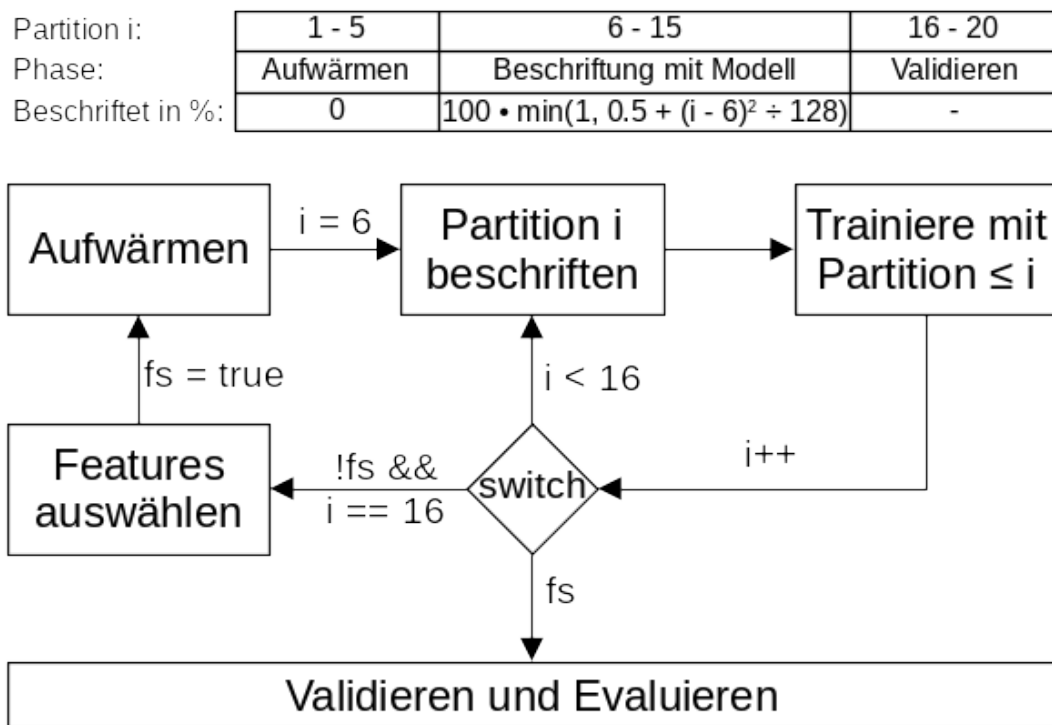 Partition i: 1 - 5 6 - 15 16 - 20
Phase: Aufwärmen Beschriftung mit Modell Validieren
Beschriftet in %: 0 100 • min(1, 0.5 + (i - 6)² ÷ 128) -
Aufwärmen
i = 6
Partition i
beschriften
Trainiere mit
Partition ≤ i
fs = true
i < 16
i++
Features
auswählen
!fs &&
i == 16
switch
fs
Validieren und Evaluieren